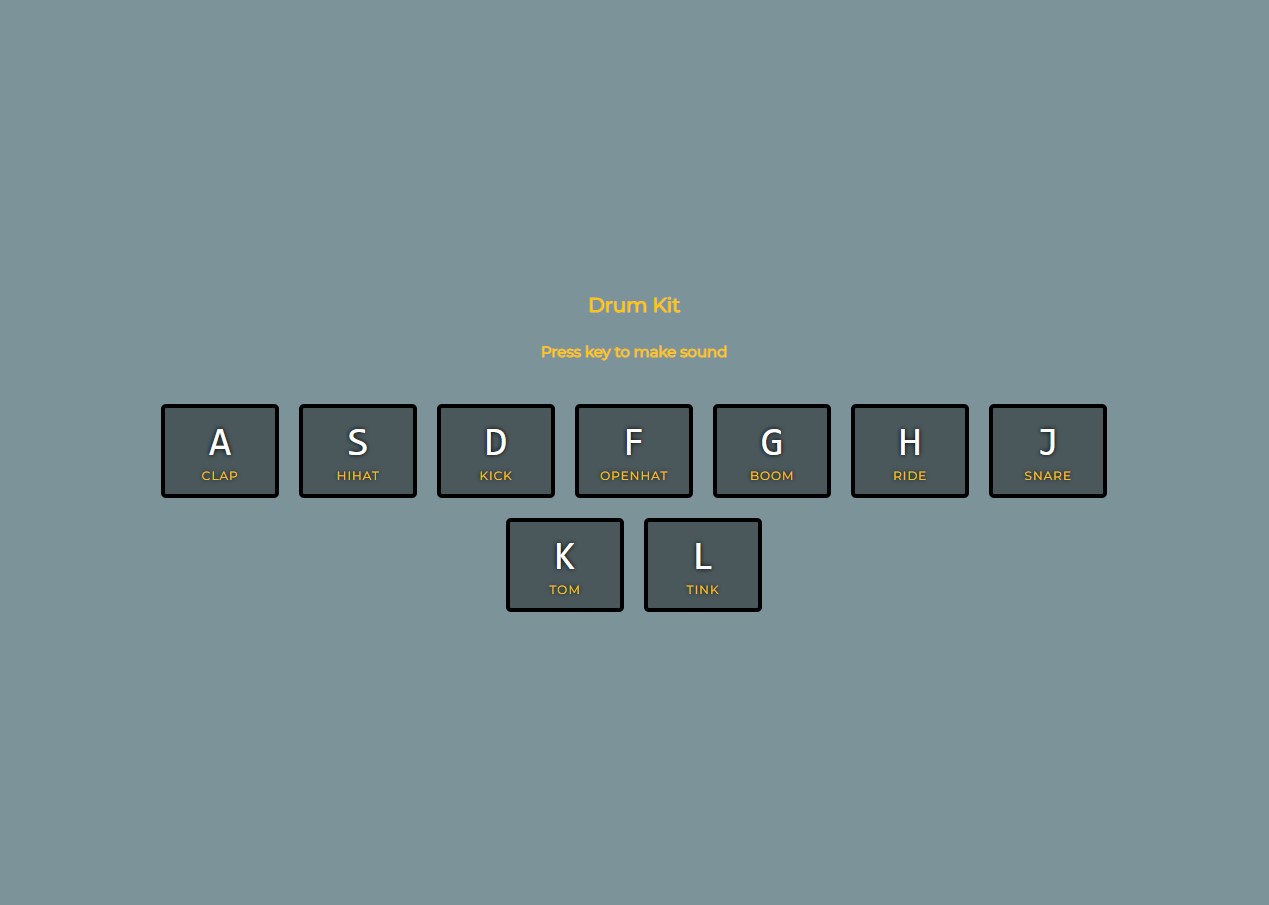 Drum Kit
Press key to make sound
A S D F G H J
CLAP HIHAT KICK OPENHAT BOOM RIDE SNARE
K L
TOM TINK